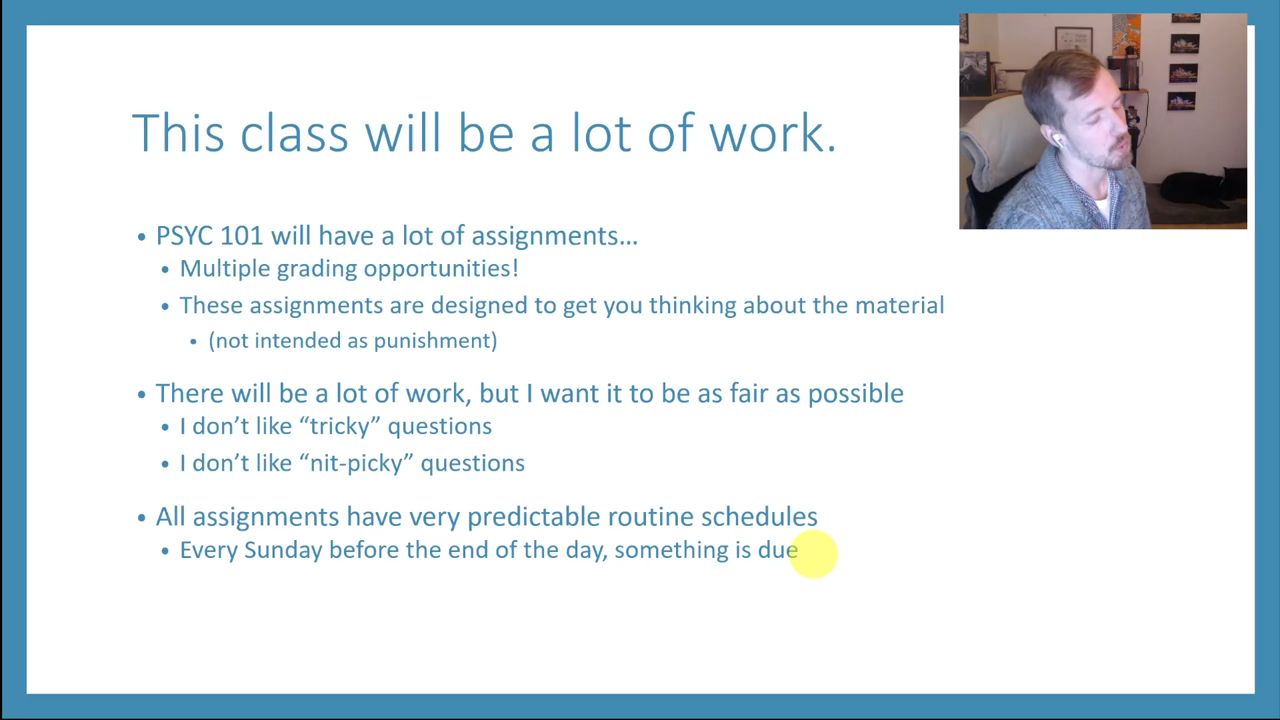 This class will be a lot of work.
• PSYC 101 will have a lot of assignments…
• Multiple grading opportunities!
• These assignments are designed to get you thinking about the material
• (not intended as punishment)
• There will be a lot of work, but I want it to be as fair as possible
• I don’t like “tricky” questions
• I don’t like “nit-picky” questions
• All assignments have very predictable routine schedules
• Every Sunday before the end of the day, something is due